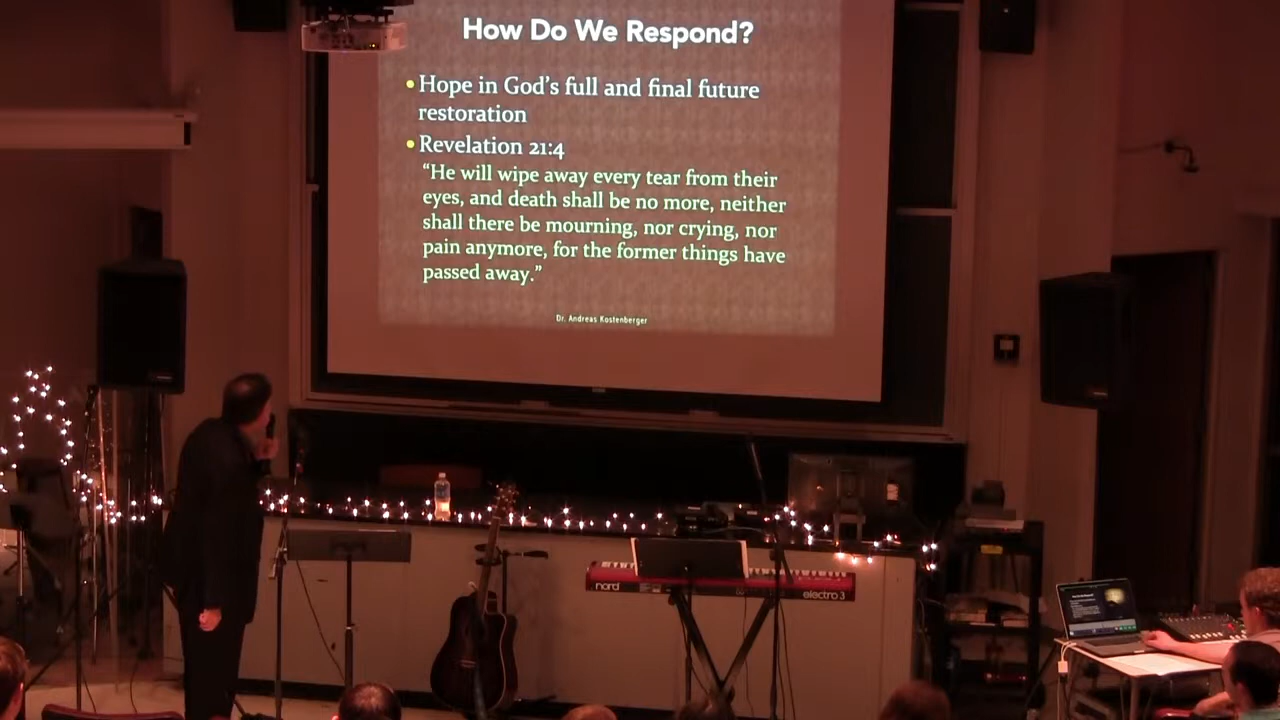 How Do We Respond?
• Hope in God's full and final future
restoration
• Revelation 21:4
“He will wipe away every tear from their
eyes, and death shall be no more, neither
shall there be mourning, nor crying, nor
pain anymore, for the former things have
passed away.”
Dr. Andreas Kostenberger
nord
electro 3